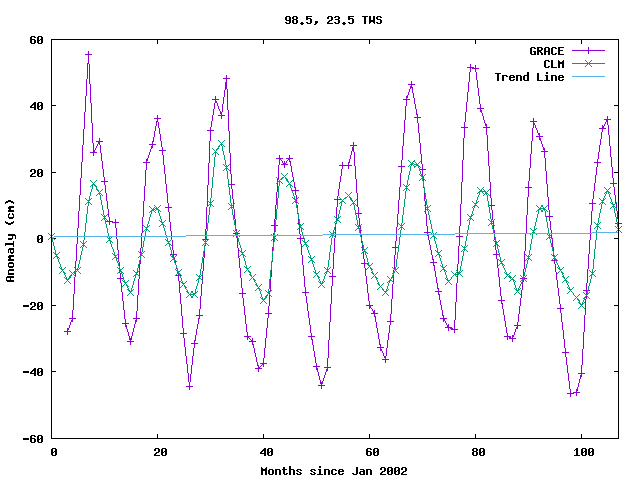 98.5, 23.5 TWS
GRACE
CLM
Trend Line
60
40
20
0
-20
-40
-60
Anomaly (cm)
0 20 40 60 80 100
Months since Jan 2002